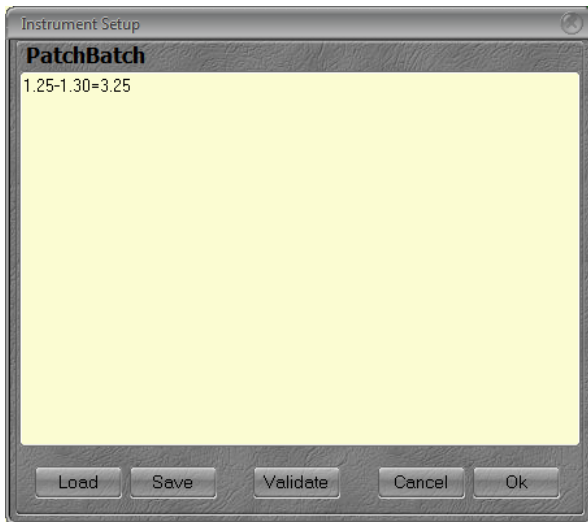 Instrument Setup
PatchBatch
1.25-1.30=3.25
Load Save Validate Cancel Ok